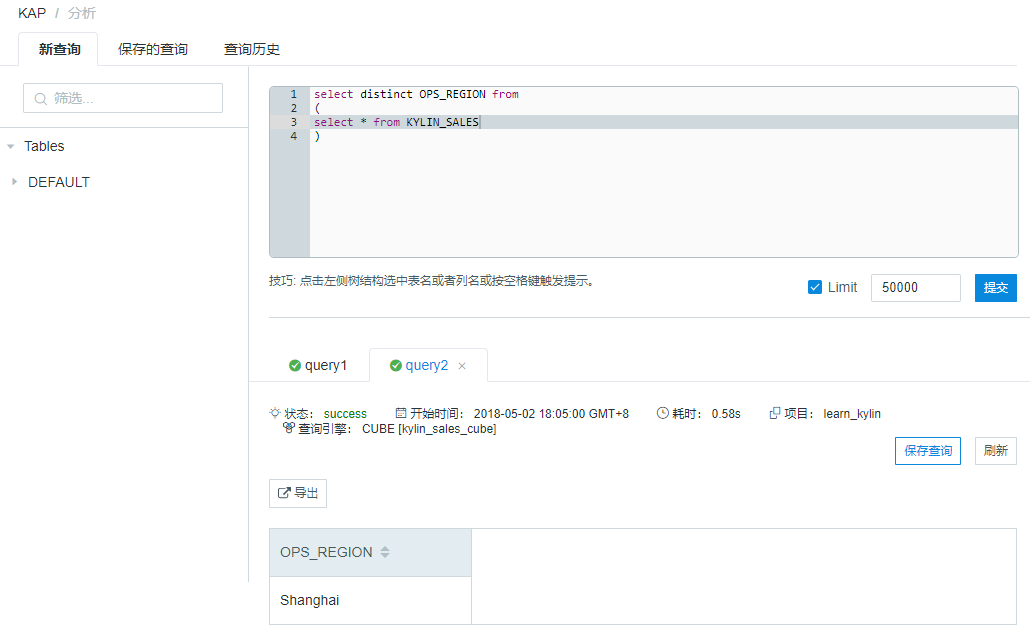 KAP / 分析
新查询 保存的查询 查询历史
筛选...
Tables
DEFAULT
1 select distinct OPS_REGION from
2 (
3 select * from KYLIN_SALES
4 )
技巧: 点击左侧树结构选中表名或者列名或按空格键触发提示。
Limit 50000 提交
query1 query2 ×
状态: success 开始时间: 2018-05-02 18:05:00 GMT+8 耗时: 0.58s 项目: learn_kylin
查询引擎: CUBE [kylin_sales_cube]
保存查询 刷新
导出
OPS_REGION
Shanghai